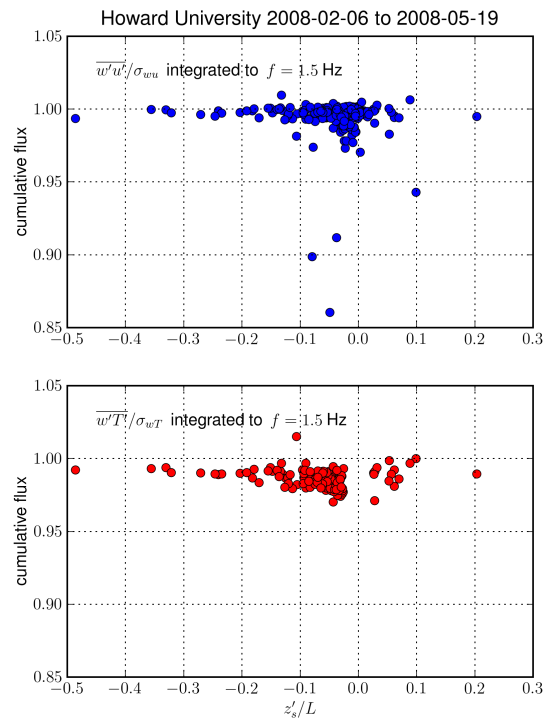 Howard University 2008-02-06 to 2008-05-19
1.05
w'u'/σwu integrated to f = 1.5 Hz
1.00
cumulative flux
0.95
0.90
0.85
−0.5 −0.4 −0.3 −0.2 −0.1 0.0 0.1 0.2 0.3
1.05
w'T'/σwT integrated to f = 1.5 Hz
1.00
cumulative flux
0.95
0.90
0.85
−0.5 −0.4 −0.3 −0.2 −0.1 0.0 0.1 0.2 0.3
z's/L